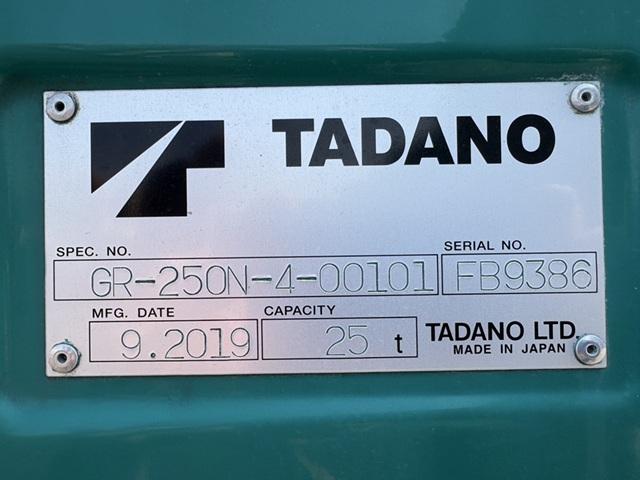 TADANO
SPEC. NO.
SERIAL NO.
GR-250N-4-00101
FB9386
MFG. DATE
CAPACITY
9.2019
25 t
TADANO LTD.
MADE IN JAPAN